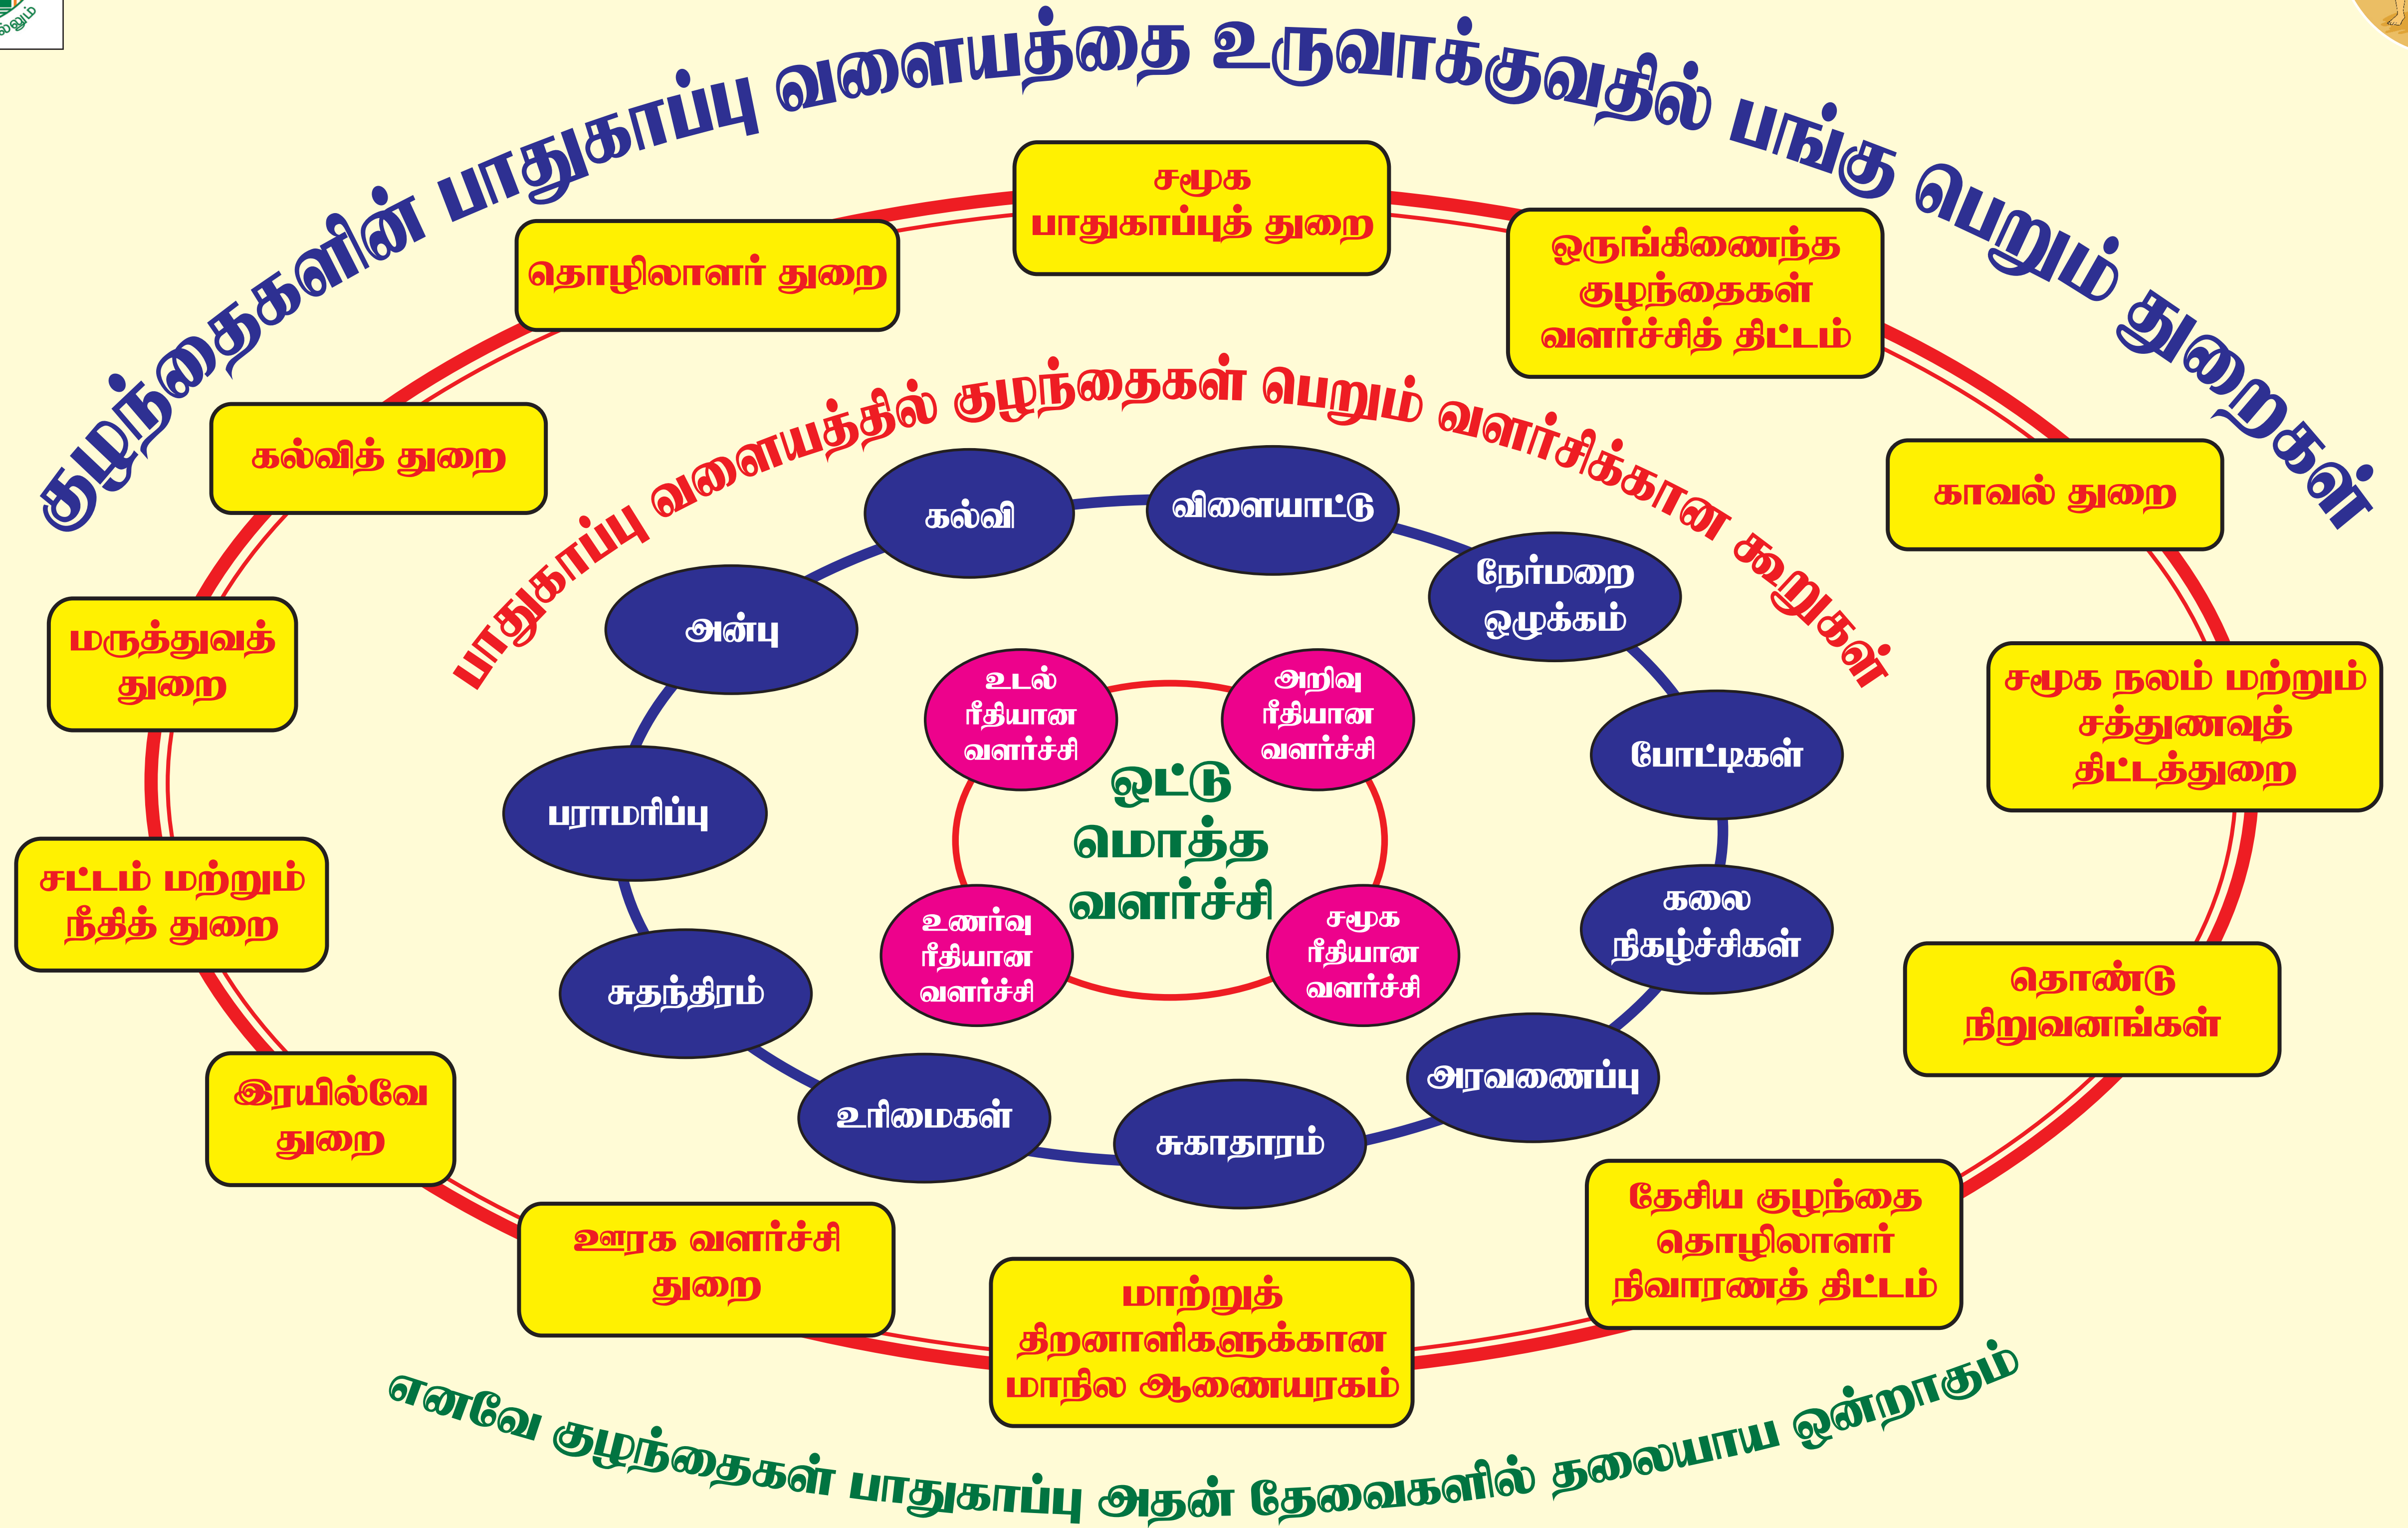 ல்லும்
குழந்தைகளின் பாதுகாப்பு வளையத்தை உருவாக்குவதில் பங்கு பெறும் துறைகள்
சமூக
பாதுகாப்புத் துறை
தொழிலாளர் துறை
ஒருங்கிணைந்த
குழந்தைகள்
வளர்ச்சித் திட்டம்
கல்வித் துறை
காவல் துறை
மருத்துவத்
துறை
சமூக நலம் மற்றும்
சத்துணவுத்
திட்டத்துறை
சட்டம் மற்றும்
நீதித் துறை
தொண்டு
நிறுவனங்கள்
இரயில்வே
துறை
தேசிய குழந்தை
தொழிலாளர்
நிவாரணத் திட்டம்
ஊரக வளர்ச்சி
துறை
மாற்றுத்
திறனாளிகளுக்கான
மாநில ஆணையரகம்
பாதுகாப்பு வளையத்தில் குழந்தைகள் பெறும் வளர்சிக்கான கூறுகள்
கல்வி
விளையாட்டு
அன்பு
நேர்மறை
ஒழுக்கம்
பராமரிப்பு
போட்டிகள்
சுதந்திரம்
கலை
நிகழ்ச்சிகள்
உரிமைகள்
சுகாதாரம்
அரவணைப்பு
உடல்
ரீதியான
வளர்ச்சி
அறிவு
ரீதியான
வளர்ச்சி
ஒட்டு
மொத்த
வளர்ச்சி
உணர்வு
ரீதியான
வளர்ச்சி
சமூக
ரீதியான
வளர்ச்சி
எனவே குழந்தைகள் பாதுகாப்பு அதன் தேவைகளில் தலையாய ஒன்றாகும்